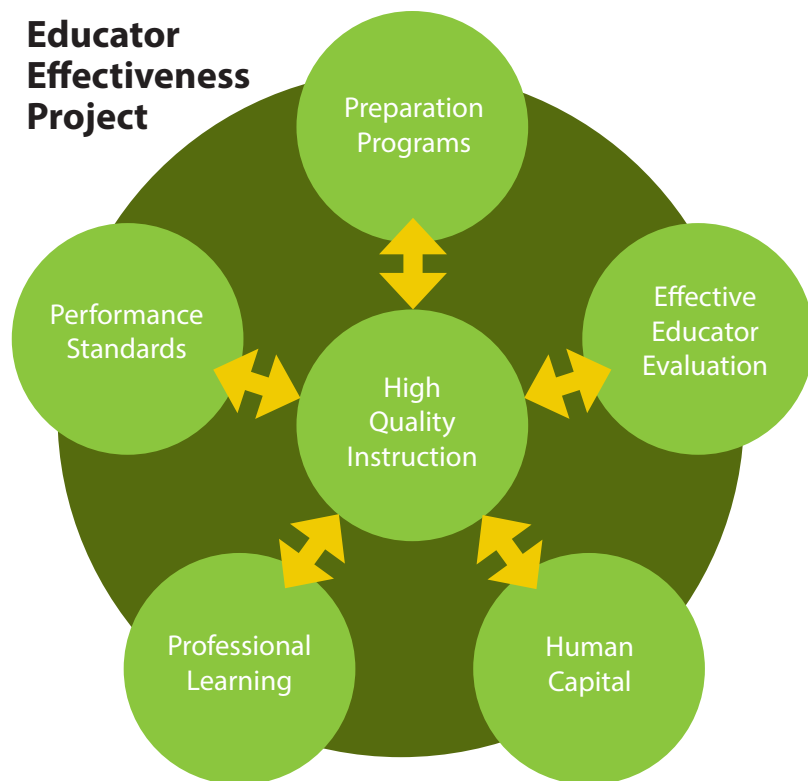 Educator
Effectiveness
Project
Preparation
Programs
Performance
Standards
Effective
Educator
Evaluation
High
Quality
Instruction
Professional
Learning
Human
Capital